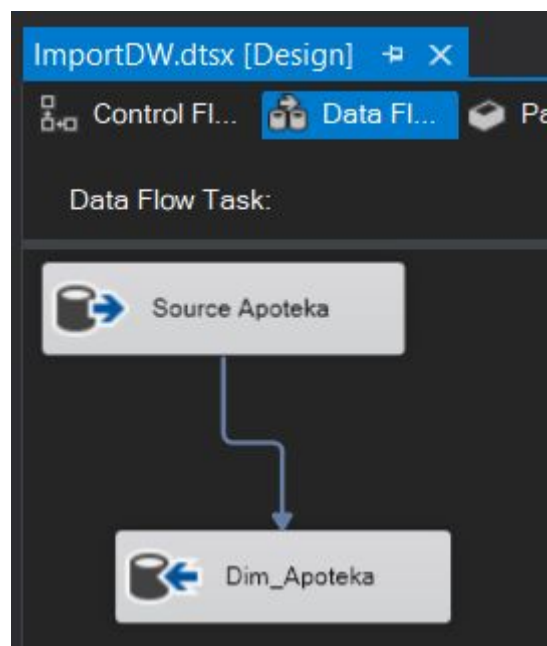 ImportDW.dtsx [Design]
Control Fl... Data Fl... Pa
Data Flow Task:
Source Apoteka
Dim_Apoteka